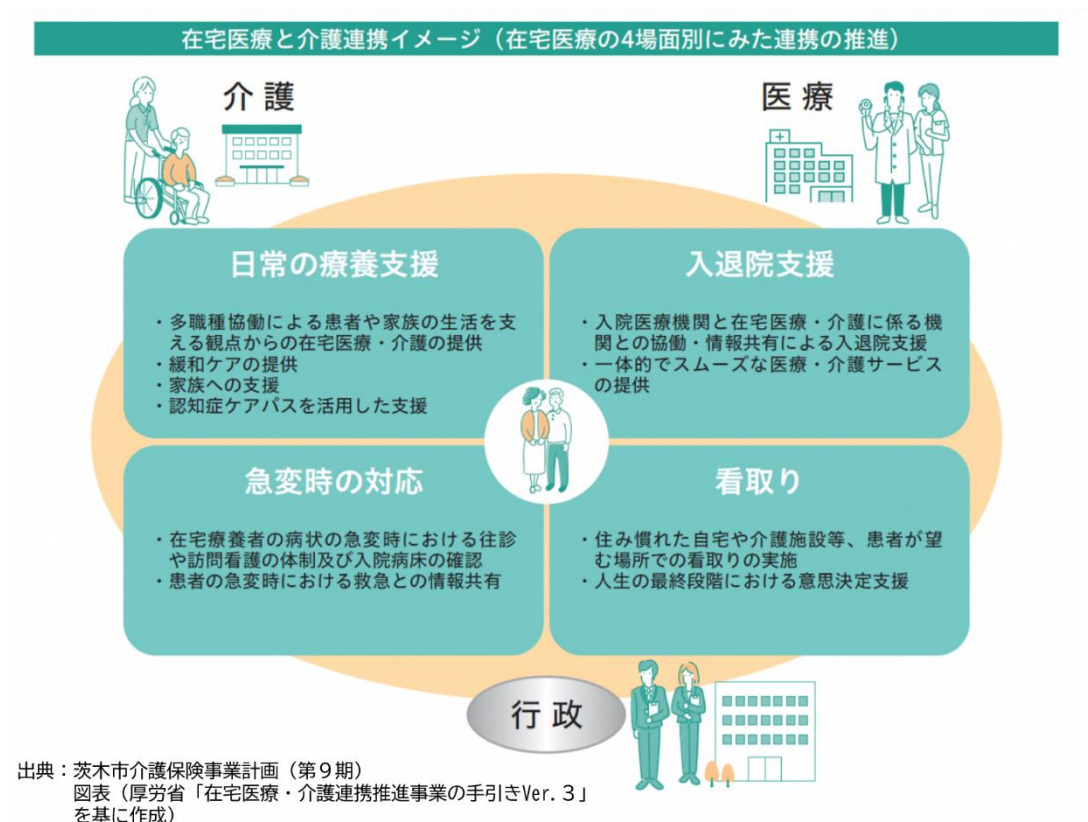 在宅医療と介護連携イメージ（在宅医療の4場面別にみた連携の推進）
介護
医療
日常の療養支援
・多職種協働による患者や家族の生活を支
える観点からの在宅医療・介護の提供
・緩和ケアの提供
・家族への支援
・認知症ケアパスを活用した支援
入退院支援
・入院医療機関と在宅医療・介護に係る機
関との協働・情報共有による入退院支援
・一体的でスムーズな医療・介護サービス
の提供
急変時の対応
・在宅療養者の病状の急変時における往診
や訪問看護の体制及び入院病床の確認
・患者の急変時における救急との情報共有
看取り
・住み慣れた自宅や介護施設等、患者が望
む場所での看取りの実施
・人生の最終段階における意思決定支援
行政
出典：茨木市介護保険事業計画（第９期）
図表（厚労省「在宅医療・介護連携推進事業の手引きVer.３」
を基に作成）